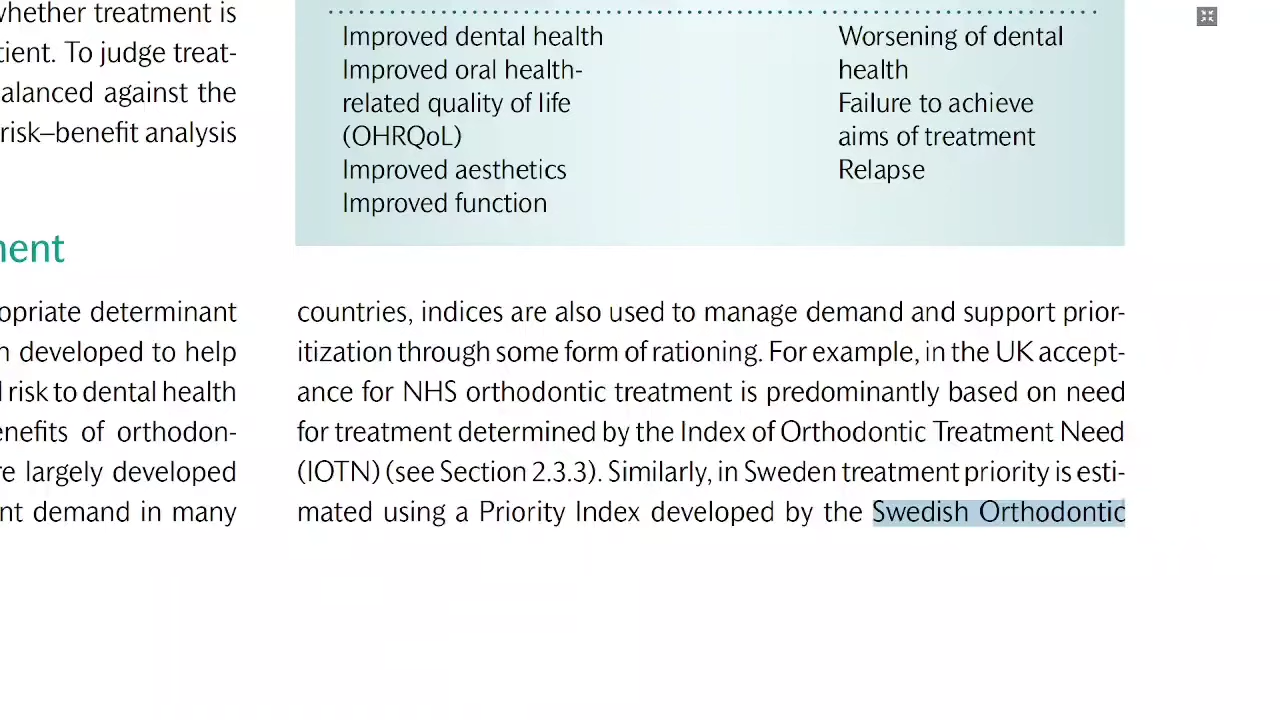 whether treatment is
tient. To judge treat-
alanced against the
risk–benefit analysis
ment
opriate determinant
n developed to help
l risk to dental health
enefits of orthodon-
re largely developed
nt demand in many
Improved dental health
Improved oral health-
related quality of life
(OHRQoL)
Improved aesthetics
Improved function
Worsening of dental
health
Failure to achieve
aims of treatment
Relapse
countries, indices are also used to manage demand and support prior-
itization through some form of rationing. For example, in the UK accept-
ance for NHS orthodontic treatment is predominantly based on need
for treatment determined by the Index of Orthodontic Treatment Need
(IOTN) (see Section 2.3.3). Similarly, in Sweden treatment priority is esti-
mated using a Priority Index developed by the Swedish Orthodontic